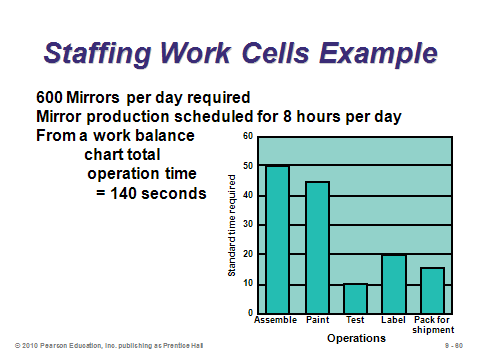 Staffing Work Cells Example
600 Mirrors per day required
Mirror production scheduled for 8 hours per day
From a work balance
chart total
operation time
= 140 seconds
Standard time required
60
50
40
30
20
10
0
Assemble Paint Test Label Pack for
shipment
Operations
© 2010 Pearson Education, Inc. publishing as Prentice Hall
9 - 60